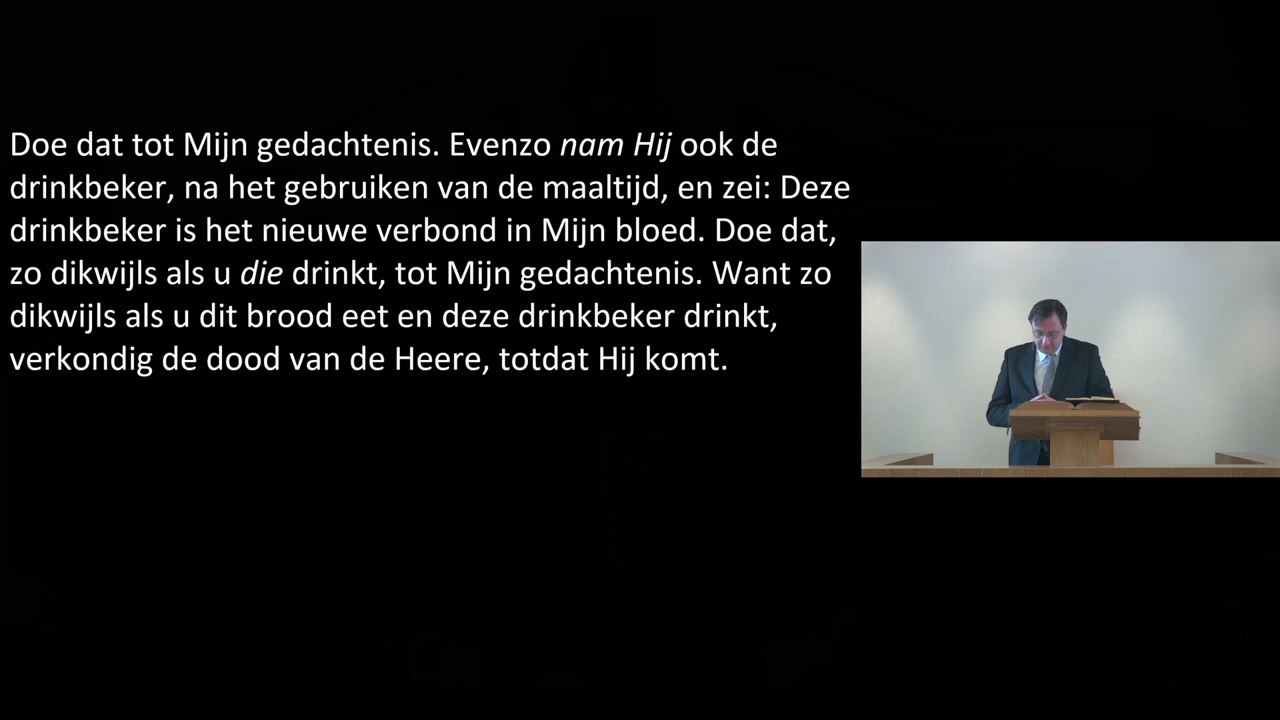 Doe dat tot Mijn gedachtenis. Evenzo nam Hij ook de
drinkbeker, na het gebruiken van de maaltijd, en zei: Deze
drinkbeker is het nieuwe verbond in Mijn bloed. Doe dat,
zo dikwijls als u die drinkt, tot Mijn gedachtenis. Want zo
dikwijls als u dit brood eet en deze drinkbeker drinkt,
verkondig de dood van de Heere, totdat Hij komt.